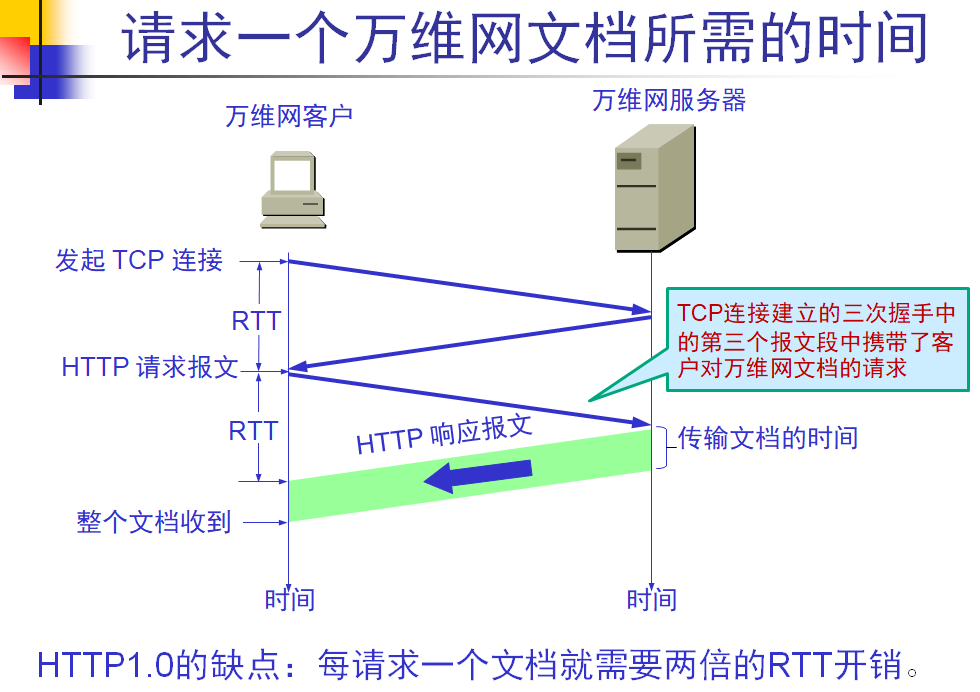 请求一个万维网文档所需的时间
万维网客户
万维网服务器
发起 TCP 连接
RTT
TCP连接建立的三次握手中
的第三个报文段中携带了客
户对万维网文档的请求
HTTP 请求报文
RTT
HTTP 响应报文
传输文档的时间
整个文档收到
时间
时间
HTTP1.0的缺点：每请求一个文档就需要两倍的RTT开销。